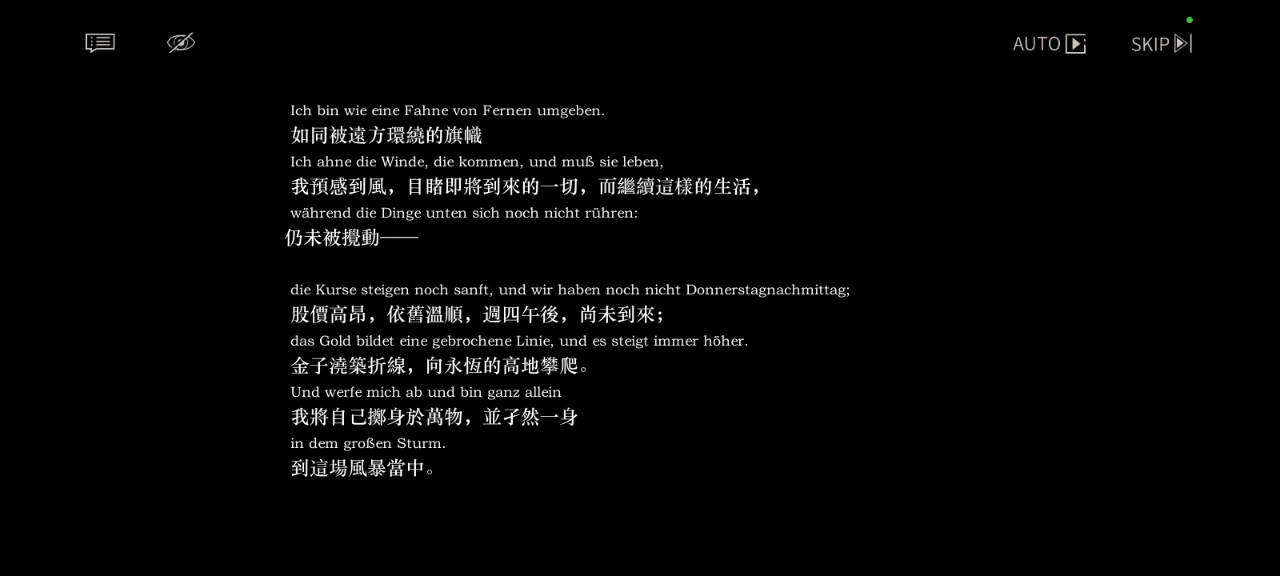 AUTO
SKIP
Ich bin wie eine Fahne von Fernen umgeben.
如同被遠方環繞的旗幟
Ich ahne die Winde, die kommen, und muß sie leben,
我預感到風，目睹即將到來的一切，而繼續這樣的生活，
während die Dinge unten sich noch nicht rühren:
仍未被攪動——
die Kurse steigen noch sanft, und wir haben noch nicht Donnerstagnachmittag;
股價高昂，依舊溫順，週四午後，尚未到來；
das Gold bildet eine gebrochene Linie, und es steigt immer höher.
金子澆築折線，向永恆的高地攀爬。
Und werfe mich ab und bin ganz allein
我將自己擲身於萬物，並孑然一身
in dem großen Sturm.
到這場風暴當中。